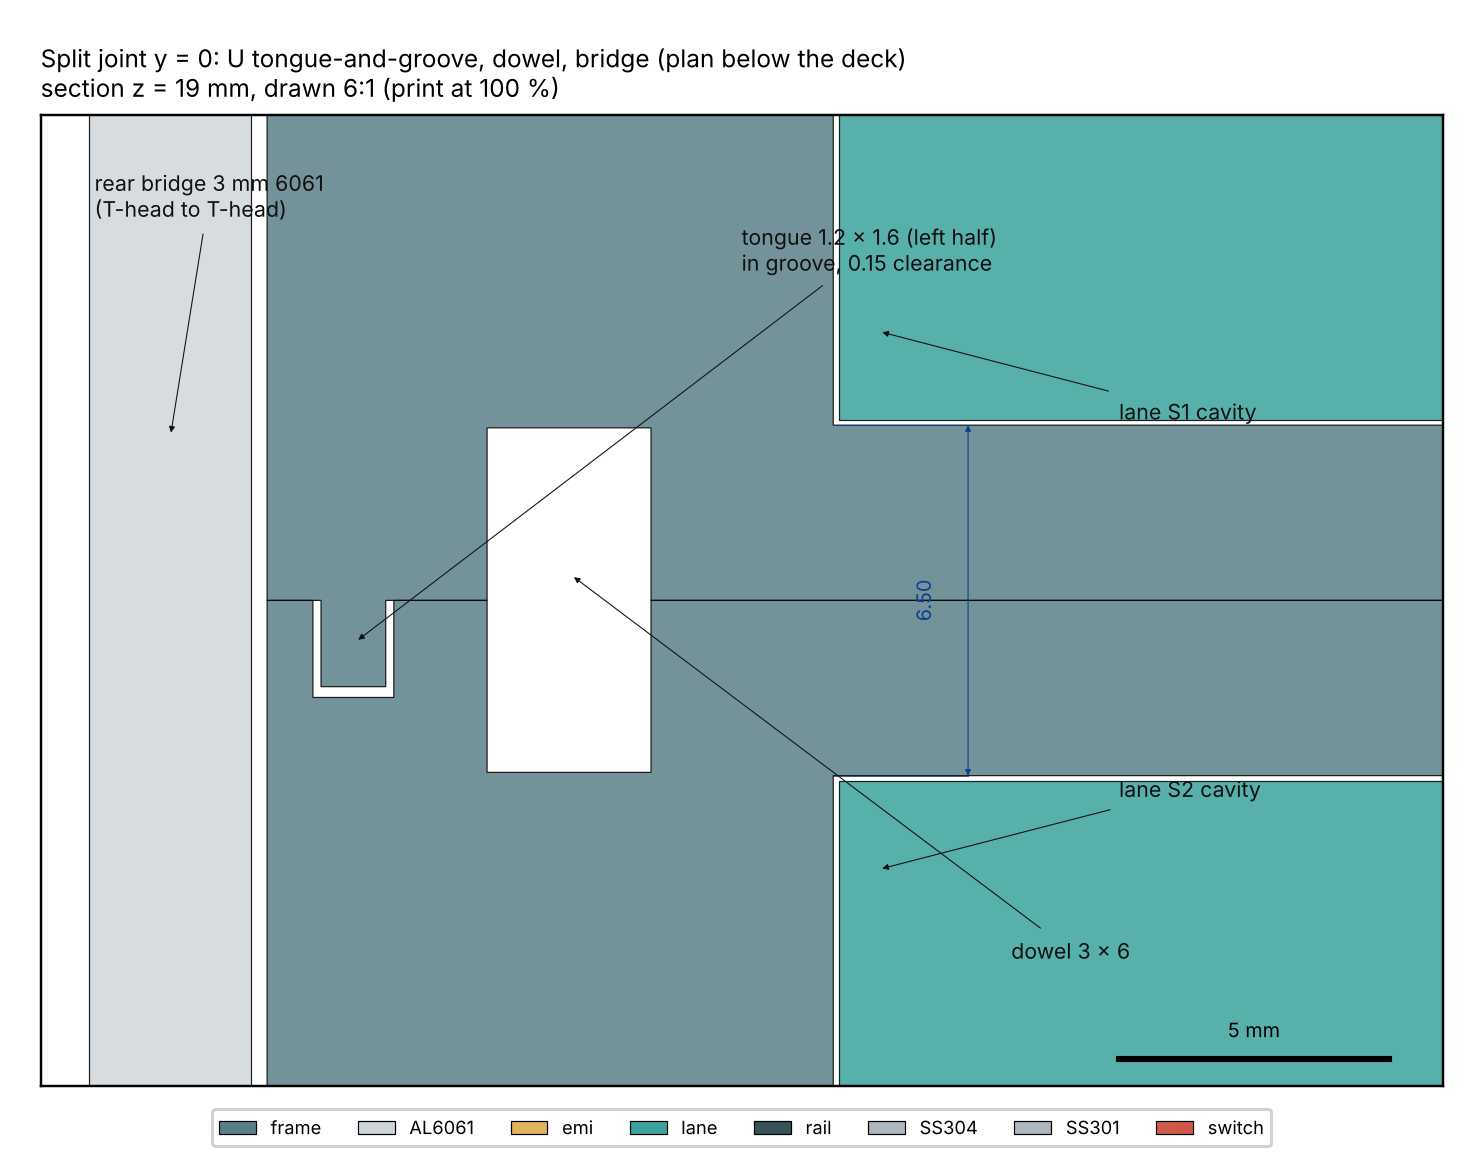 Split joint y = 0: U tongue-and-groove, dowel, bridge (plan below the deck)
section z = 19 mm, drawn 6:1 (print at 100 %)
rear bridge 3 mm 6061
(T-head to T-head)
tongue 1.2 × 1.6 (left half)
in groove, 0.15 clearance
lane S1 cavity
6.50
lane S2 cavity
dowel 3 × 6
5 mm
frame
AL6061
emi
lane
rail
SS304
SS301
switch